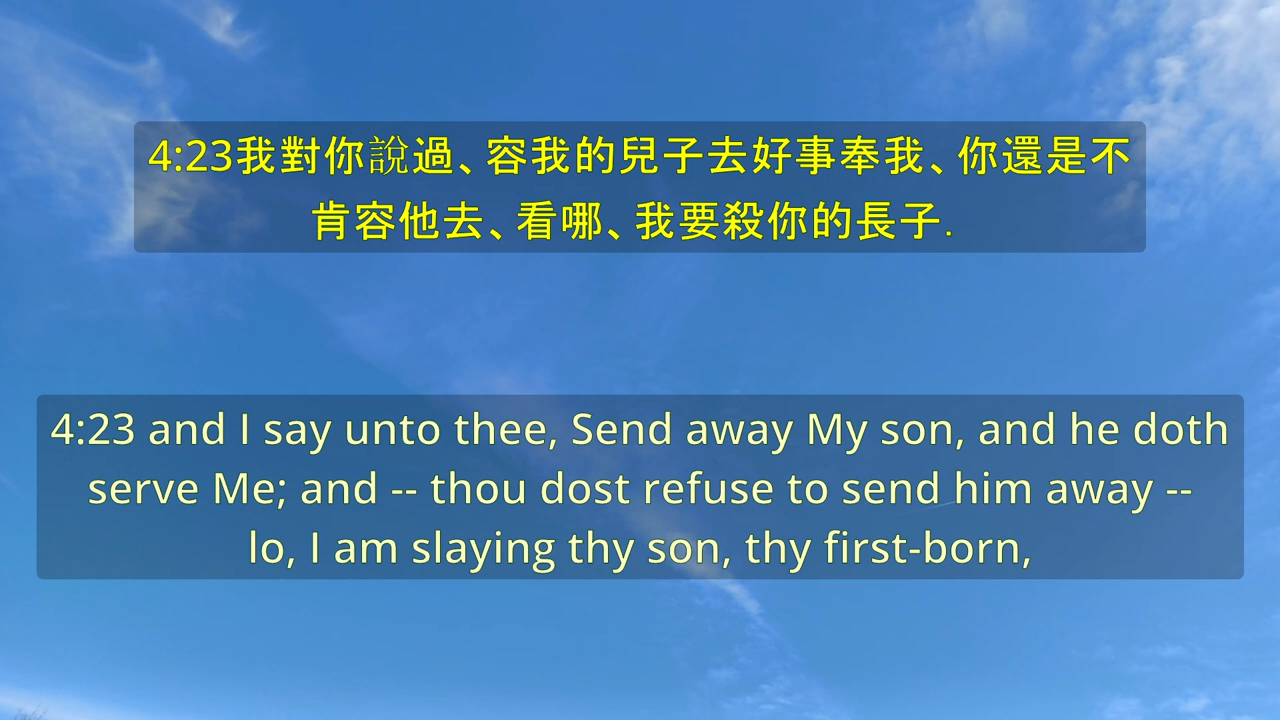 4:23我對你說過、容我的兒子去好事奉我、你還是不
肯容他去、看哪、我要殺你的長子.
4:23 and I say unto thee, Send away My son, and he doth
serve Me; and -- thou dost refuse to send him away --
lo, I am slaying thy son, thy first-born,